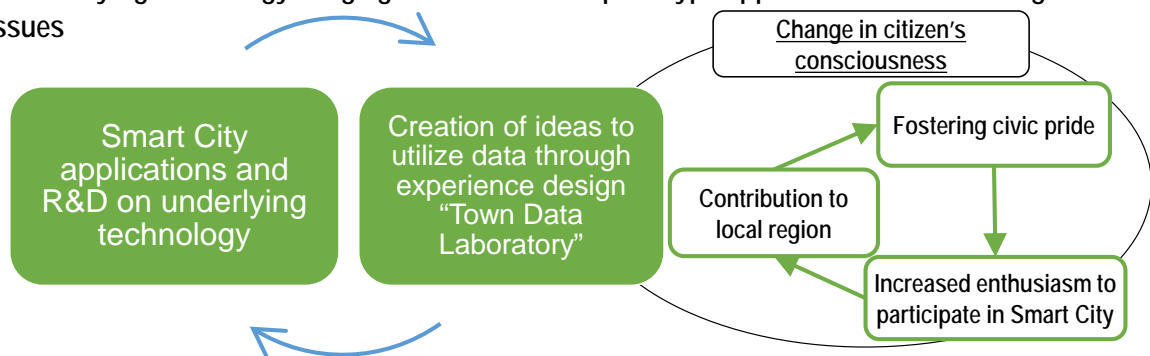 ssues
Change in citizen's
consciousness
Smart City
applications and
R&D on underlying
technology
Creation of ideas to
utilize data through
experience design
“Town Data
Laboratory”
Fostering civic pride
Contribution to
local region
Increased enthusiasm to
participate in Smart City